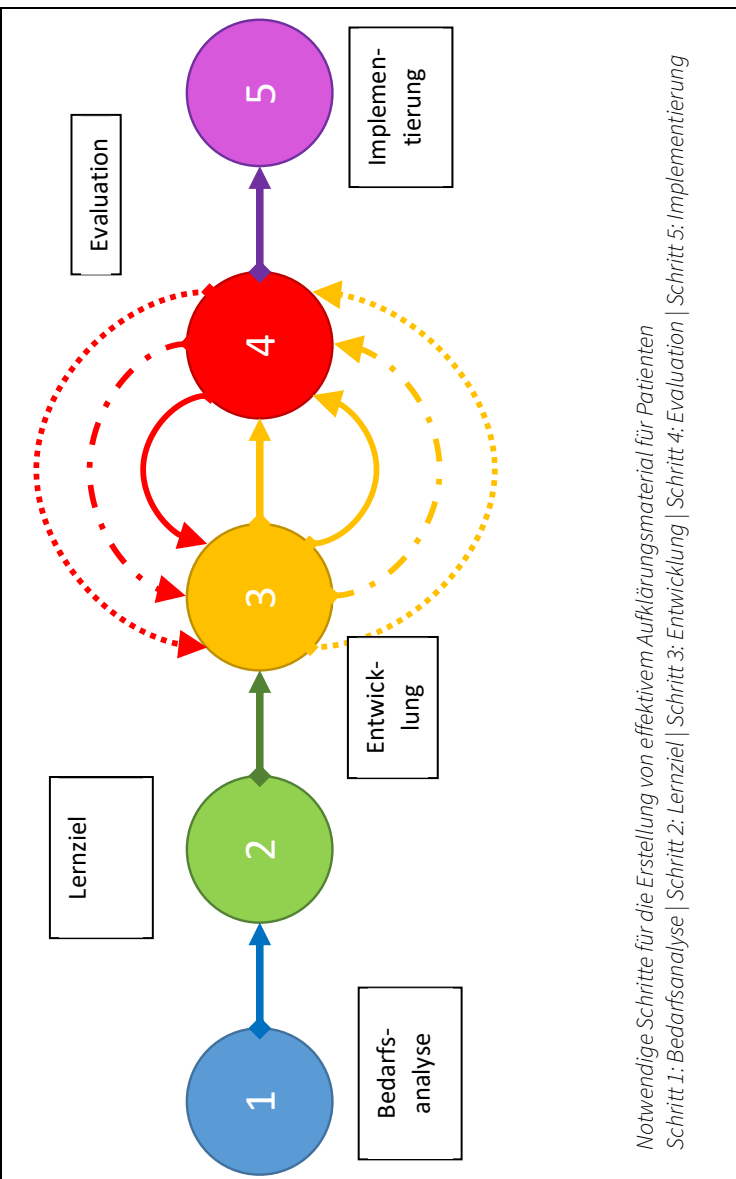 Lernziel
Evaluation
1
2
3
4
5
Bedarfs-
analyse
Entwick-
lung
Implemen-
tierung
Notwendige Schritte für die Erstellung von effektivem Aufklärungsmaterial für Patienten
Schritt 1: Bedarfsanalyse | Schritt 2: Lernziel | Schritt 3: Entwicklung | Schritt 4: Evaluation | Schritt 5: Implementierung